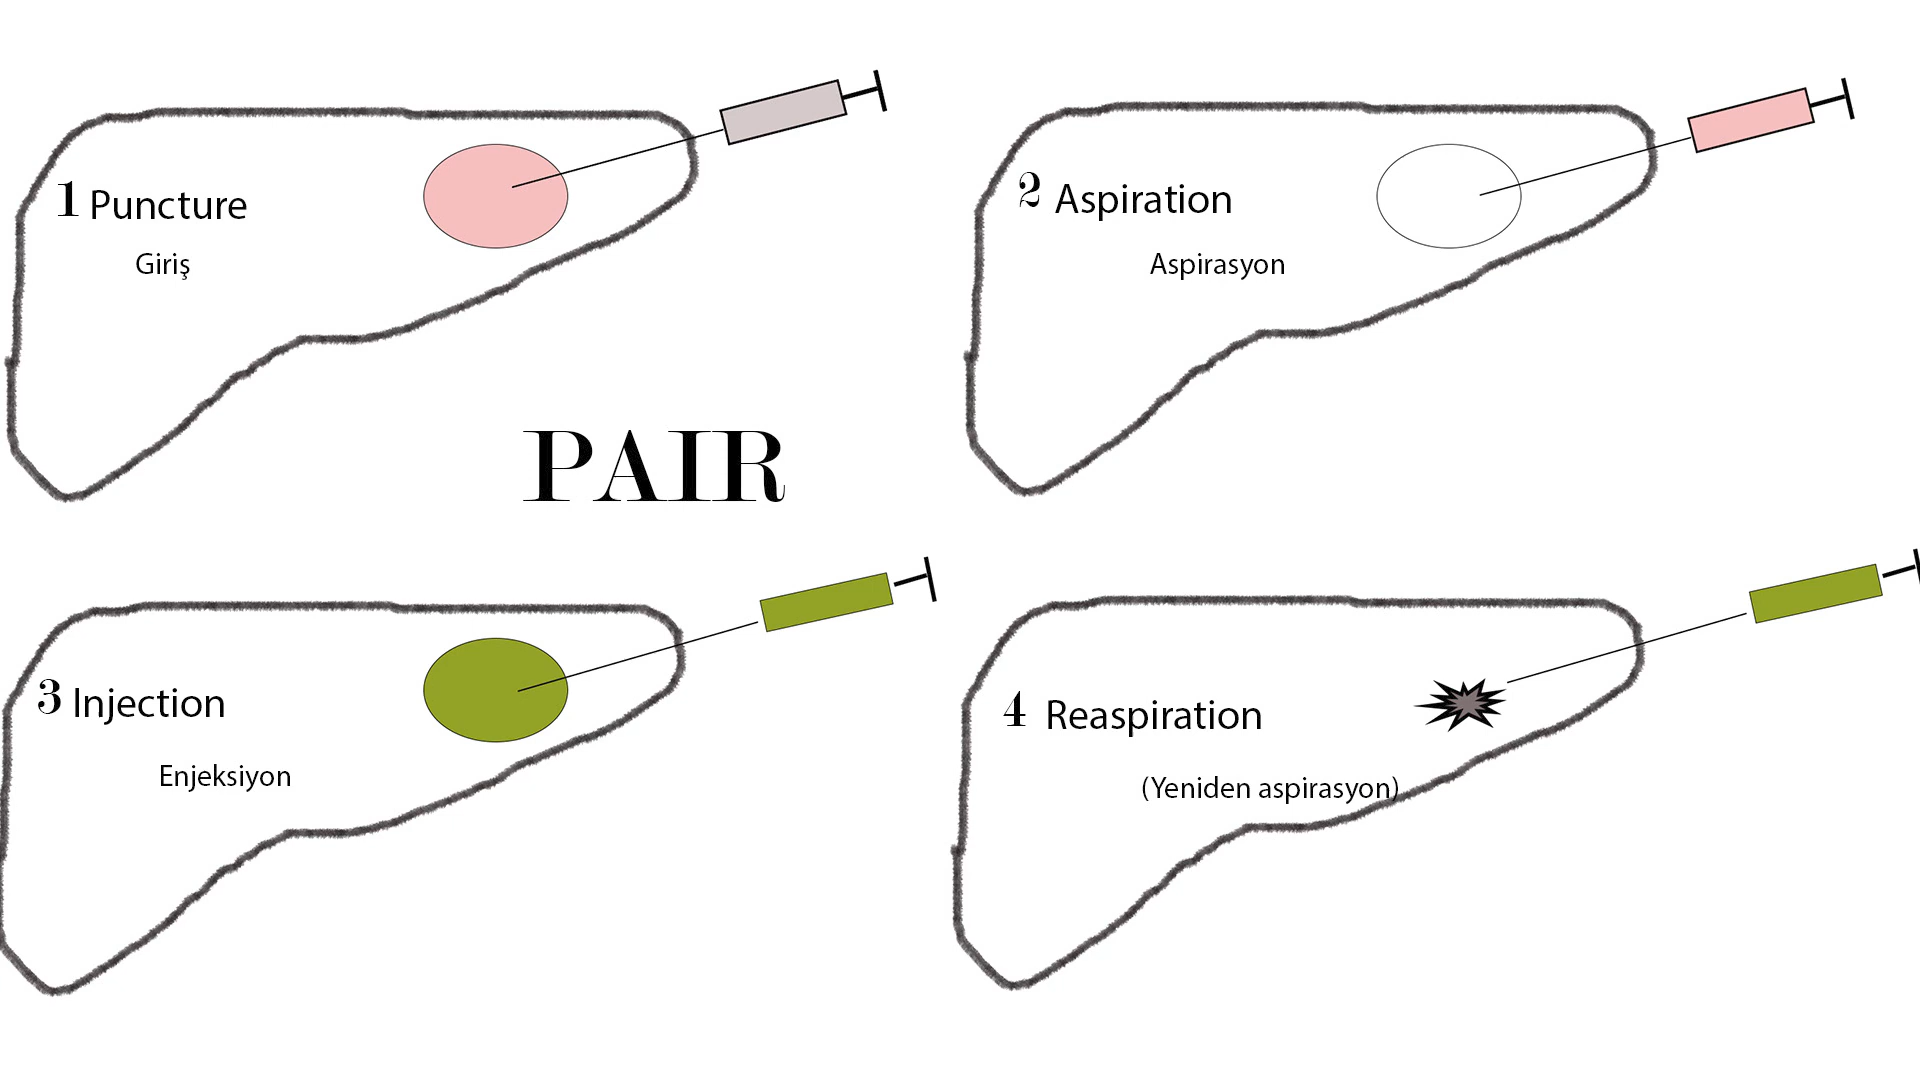 1 Puncture
Giriş
2 Aspiration
Aspirasyon
PAIR
3 Injection
Enjeksiyon
4 Reaspiration
(Yeniden aspirasyon)